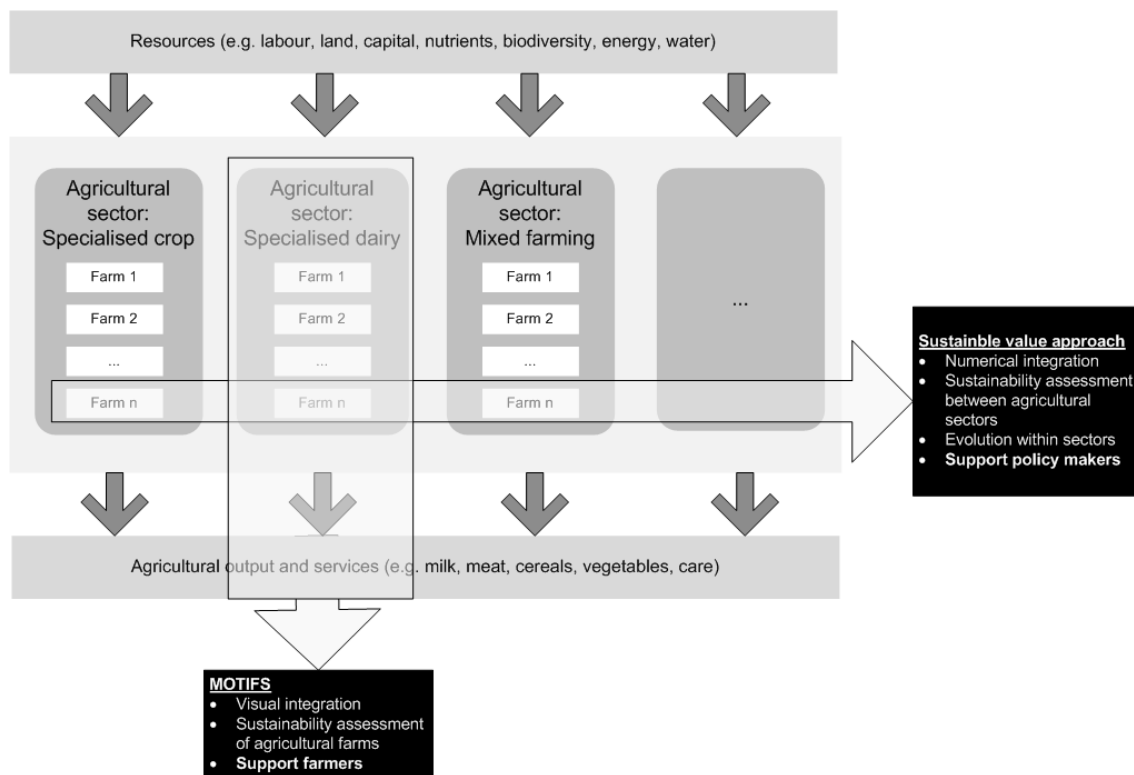 Resources (e.g. labour, land, capital, nutrients, biodiversity, energy, water)
Agricultural
sector:
Specialised crop
Farm 1
Farm 2
...
Farm n
Agricultural
sector:
Specialised dairy
Farm 1
Farm 2
...
Farm n
Agricultural
sector:
Mixed farming
Farm 1
Farm 2
...
Farm n
...
Sustainble value approach
• Numerical integration
• Sustainability assessment
between agricultural
sectors
• Evolution within sectors
• Support policy makers
Agricultural output and services (e.g. milk, meat, cereals, vegetables, care)
MOTIFS
• Visual integration
• Sustainability assessment
of agricultural farms
• Support farmers